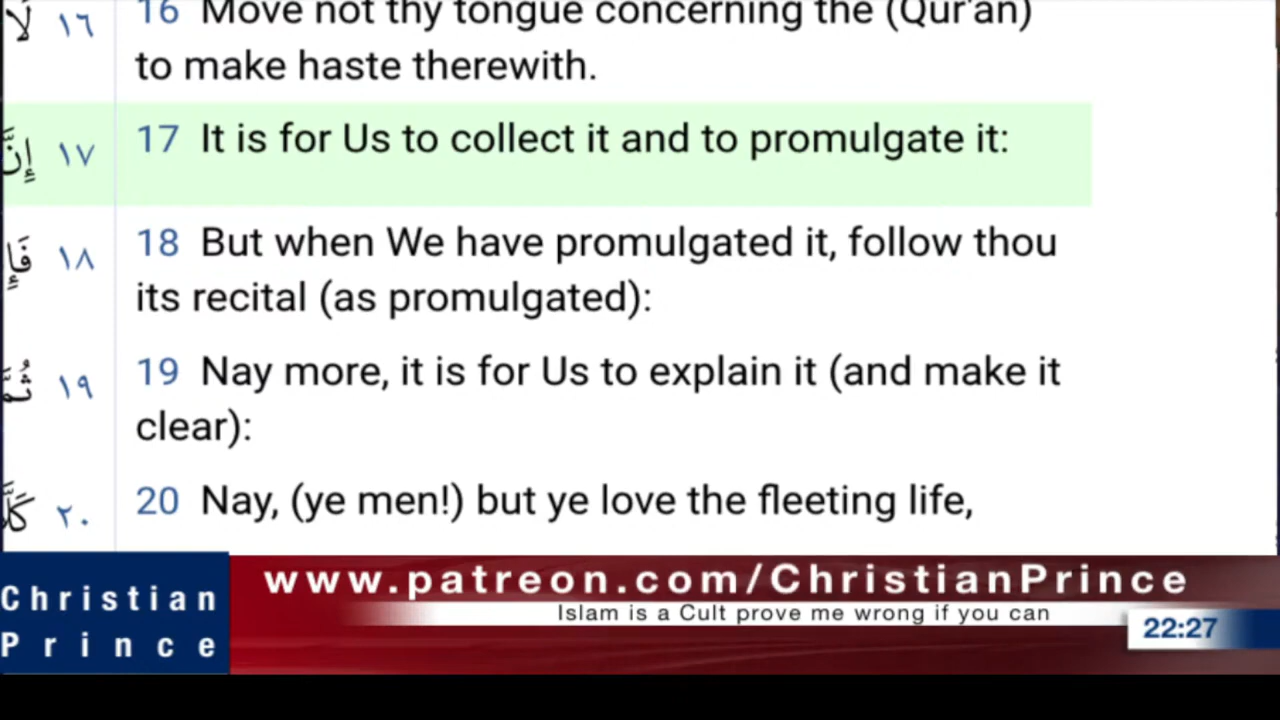 لَا ١٦ 16 Move not thy tongue concerning the (Qur'an)
to make haste therewith.
إِنَّ ١٧ 17 It is for Us to collect it and to promulgate it:
فَإِ ١٨ 18 But when We have promulgated it, follow thou
its recital (as promulgated):
ثُمَّ ١٩ 19 Nay more, it is for Us to explain it (and make it
clear):
كَلَّا ٢٠ 20 Nay, (ye men!) but ye love the fleeting life,
www.patreon.com/ChristianPrince
Christian
Prince
Islam is a Cult prove me wrong if you can
22:27